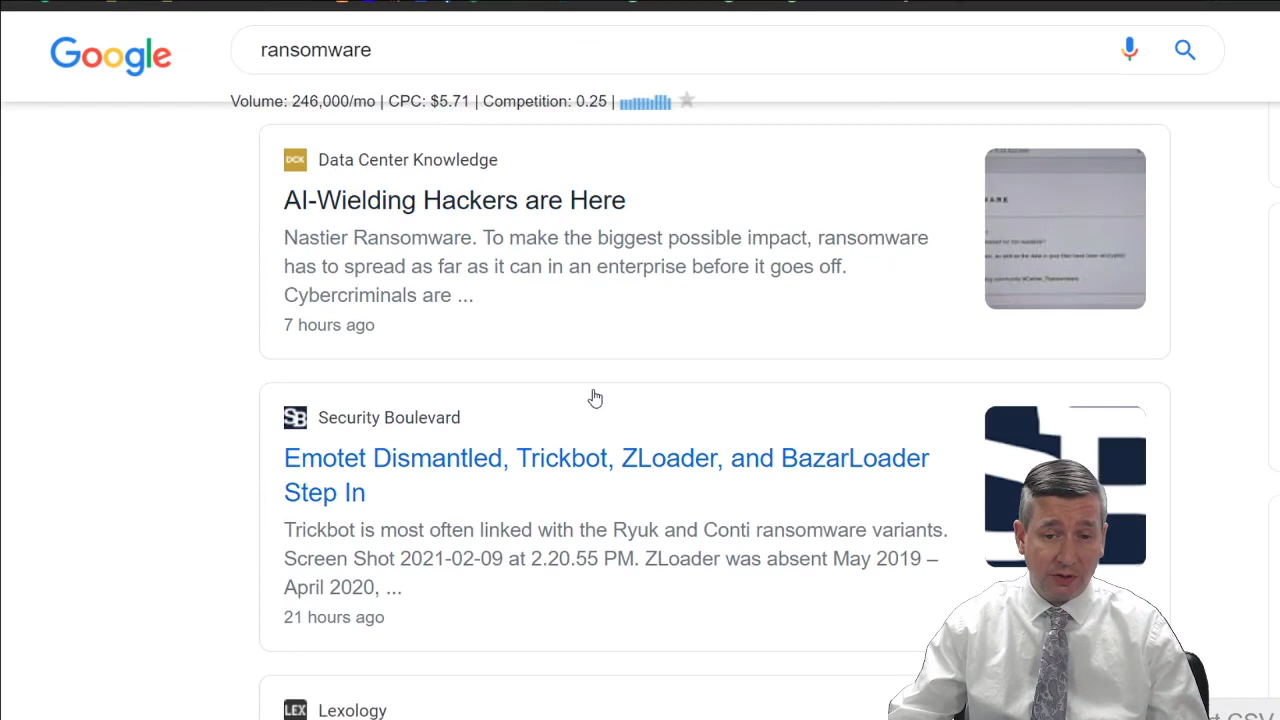 Google
ransomware
Volume: 246,000/mo | CPC: $5.71 | Competition: 0.25 |
DCK Data Center Knowledge
AI-Wielding Hackers are Here
Nastier Ransomware. To make the biggest possible impact, ransomware
has to spread as far as it can in an enterprise before it goes off.
Cybercriminals are ...
7 hours ago
SB Security Boulevard
Emotet Dismantled, Trickbot, ZLoader, and BazarLoader
Step In
Trickbot is most often linked with the Ryuk and Conti ransomware variants.
Screen Shot 2021-02-09 at 2.20.55 PM. ZLoader was absent May 2019 –
April 2020, ...
21 hours ago
LEX Lexology